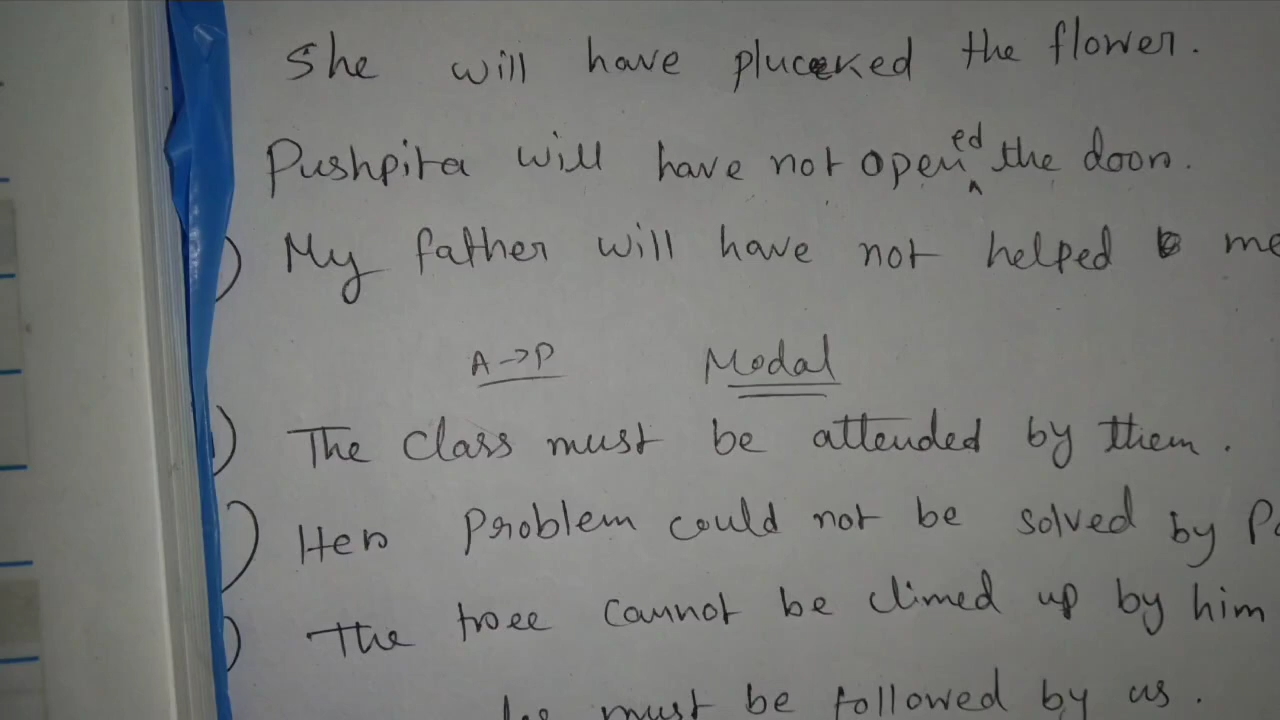 She will have plucked the flower.
Pushpita will have not opened the door.
) My father will have not helped me
A→P Modal
) The class must be attended by them.
) Her problem could not be solved by Pa
) The tree cannot be climed up by him
must be followed by us.